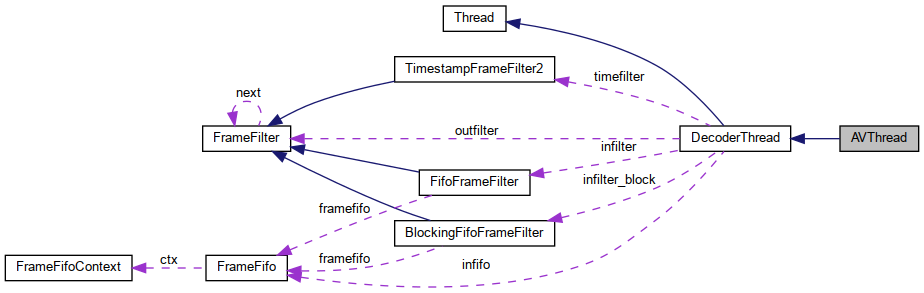 Thread
TimestampFrameFilter2
timefilter
next
FrameFilter
outfilter
DecoderThread
AVThread
infilter
FifoFrameFilter
infilter_block
framefifo
BlockingFifoFrameFilter
framefifo
ctx
FrameFifoContext
FrameFifo
infifo